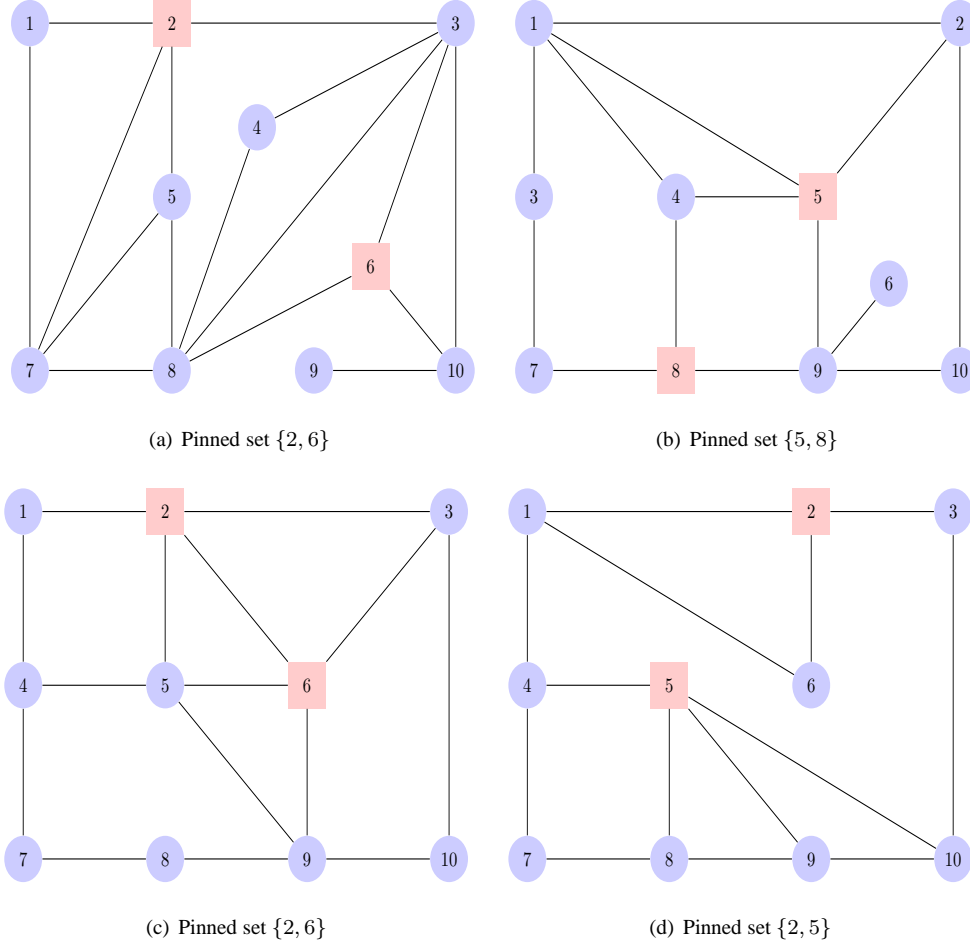 1 2 3
4
5
6
7 8 9 10
(a) Pinned set {2, 6}
1 2
3 4 5
6
7 8 9 10
(b) Pinned set {5, 8}
1 2 3
4 5 6
7 8 9 10
(c) Pinned set {2, 6}
1 2 3
4 5 6
7 8 9 10
(d) Pinned set {2, 5}